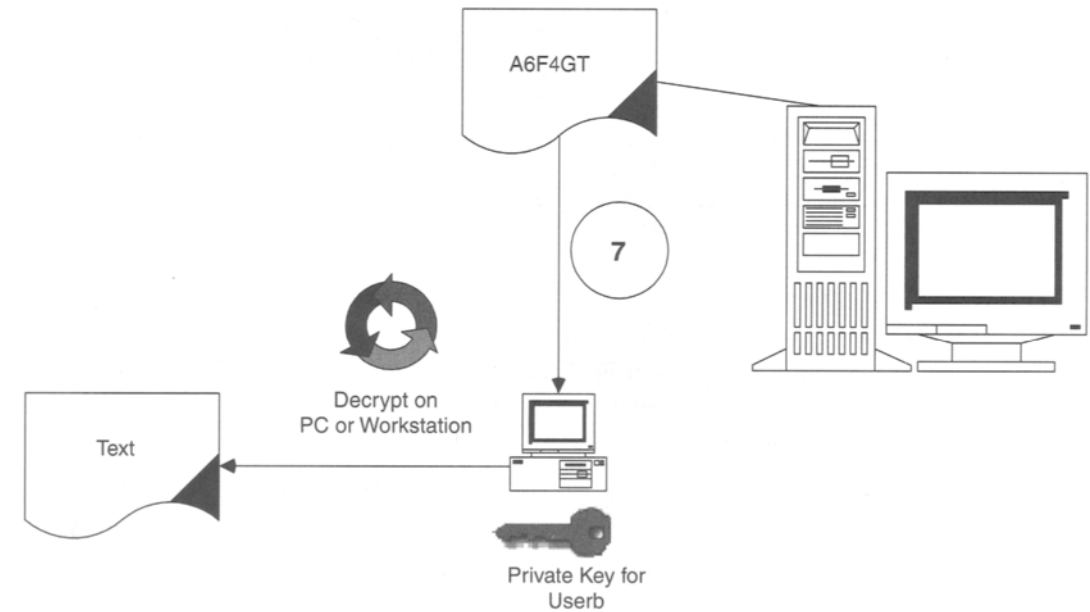 A6F4GT
7
Decrypt on
PC or Workstation
Text
Private Key for
Userb